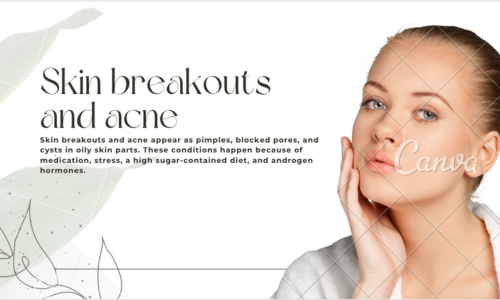 Skin breakouts
and acne
Skin breakouts and acne appear as pimples, blocked pores, and
cysts in oily skin parts. These conditions happen because of
medication, stress, a high sugar-contained diet, and androgen
hormones.
Canva